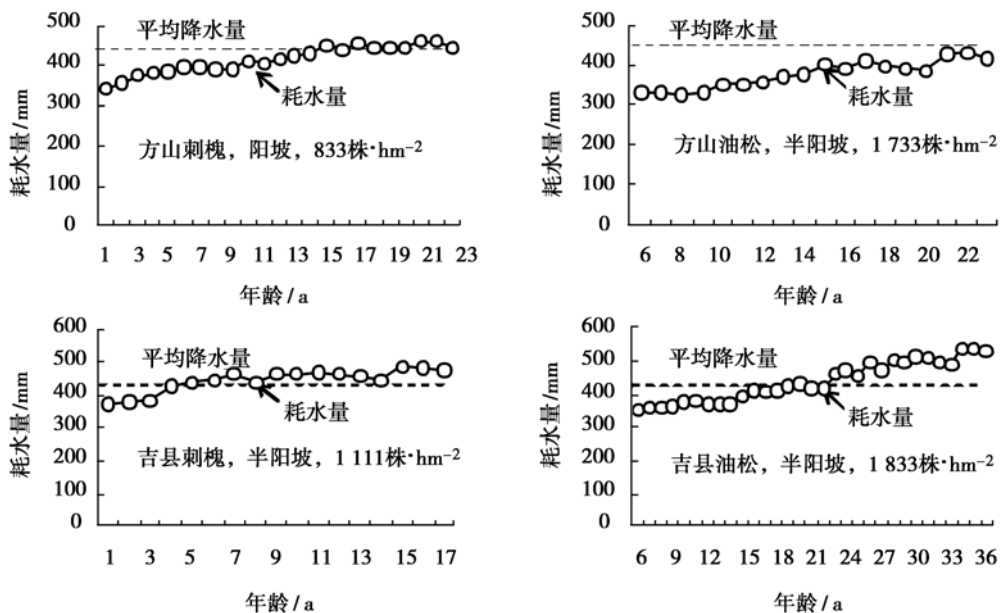 耗水量/mm
500
400
300
200
100
0
平均降水量
耗水量
方山刺槐，阳坡，833株·hm⁻²
1 3 5 7 9 11 13 15 17 19 21 23
年龄/a
耗水量/mm
500
400
300
200
100
0
平均降水量
耗水量
方山油松，半阳坡，1 733株·hm⁻²
6 8 10 12 14 16 18 20 22
年龄/a
耗水量/mm
600
500
400
300
200
100
0
平均降水量
耗水量
吉县刺槐，半阳坡，1 111株·hm⁻²
1 3 5 7 9 11 13 15 17
年龄/a
耗水量/mm
600
500
400
300
200
100
0
平均降水量
耗水量
吉县油松，半阳坡，1 833株·hm⁻²
6 9 12 15 18 21 24 27 30 33 36
年龄/a